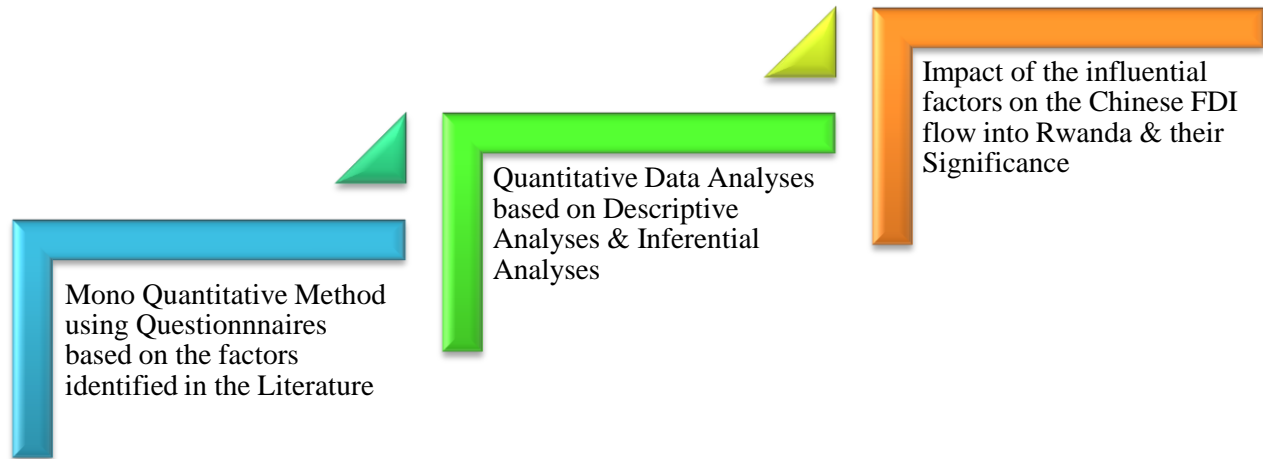 Mono Quantitative Method
using Questionnnaires
based on the factors
identified in the Literature
Quantitative Data Analyses
based on Descriptive
Analyses & Inferential
Analyses
Impact of the influential
factors on the Chinese FDI
flow into Rwanda & their
Significance